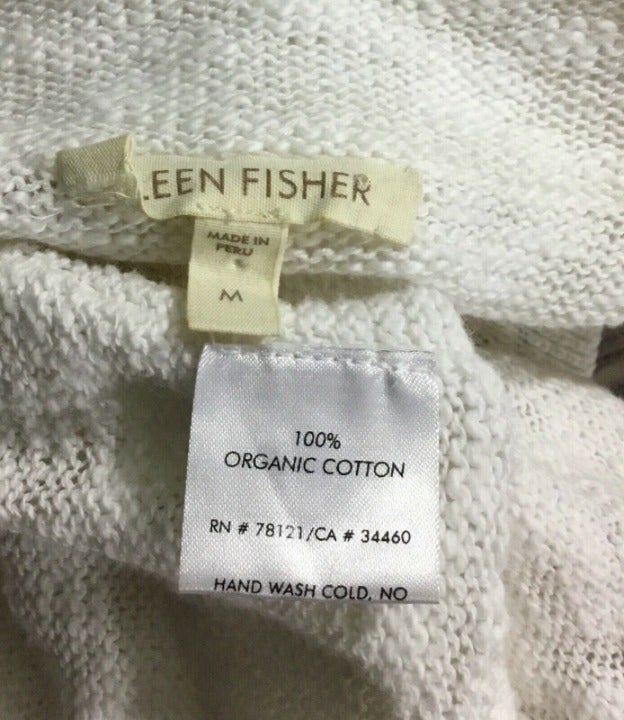 .EEN FISHER
MADE IN
PERU
M
100%
ORGANIC COTTON
RN # 78121/CA # 34460
HAND WASH COLD, NO